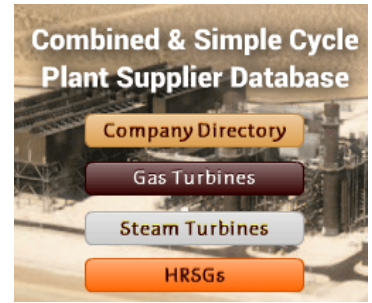 Combined & Simple Cycle
Plant Supplier Database
Company Directory
Gas Turbines
Steam Turbines
HRSGs